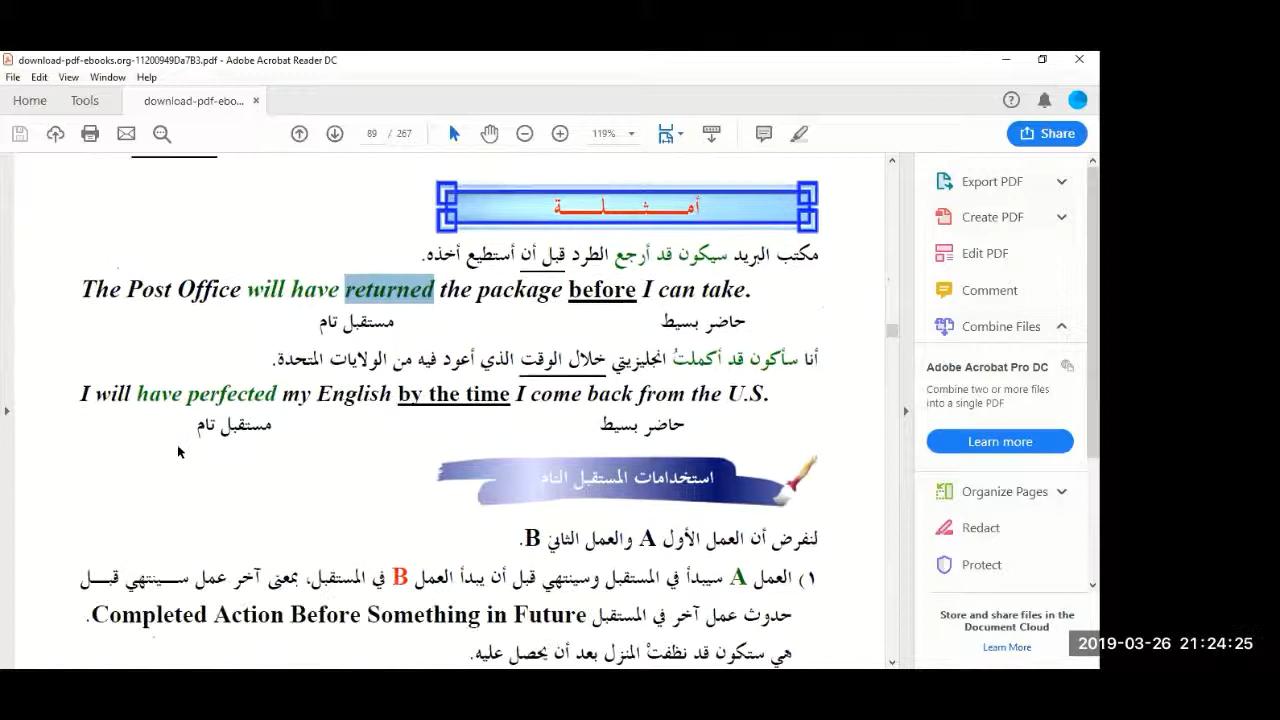 download-pdf-ebooks.org-11200949Da7B3.pdf - Adobe Acrobat Reader DC
File Edit View Window Help
Home Tools download-pdf-ebo... ×
89 / 267 119% Share
أمـــثـــلـــة
مكتب البريد سيكون قد أرجع الطرد قبل أن أستطيع أخذه.
The Post Office will have returned the package before I can take.
مستقبل تام حاضر بسيط
أنا سأكون قد أكملتُ انجليزيتي خلال الوقت الذي أعود فيه من الولايات المتحدة.
I will have perfected my English by the time I come back from the U.S.
مستقبل تام حاضر بسيط
استخدامات المستقبل التام
لنفرض أن العمل الأول A والعمل الثاني B.
١) العمل A سيبدأ في المستقبل وسينتهي قبل أن يبدأ العمل B في المستقبل، بمعنى آخر عمل ســينتهي قبــل
حدوث عمل آخر في المستقبل Completed Action Before Something in Future.
هي ستكون قد نظفتْ المنزل بعد أن يحصل عليه.
Export PDF
Create PDF
Edit PDF
Comment
Combine Files
Adobe Acrobat Pro DC
Combine two or more files
into a single PDF
Learn more
Organize Pages
Redact
Protect
Store and share files in the
Document Cloud
Learn More
2019-03-26 21:24:25